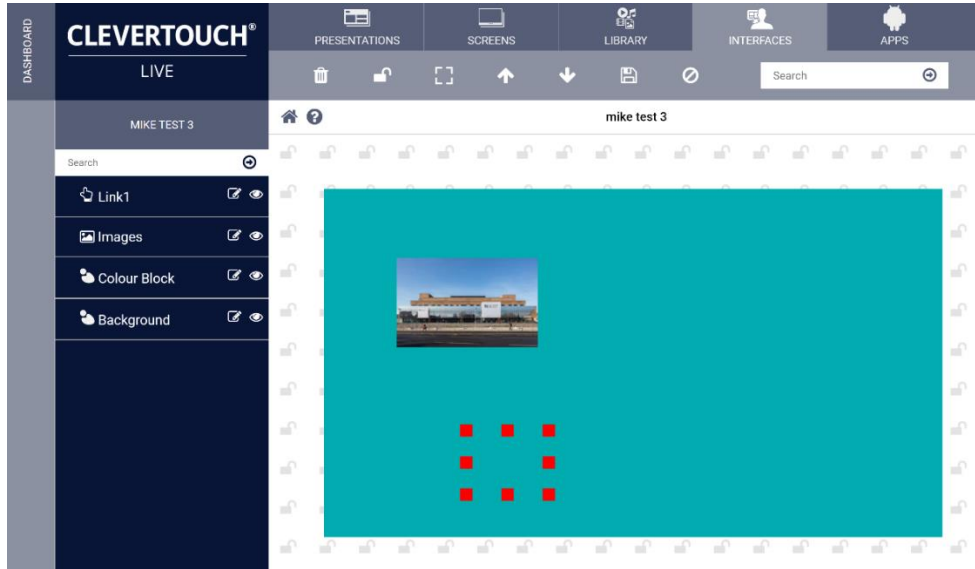 DASHBOARD
CLEVERTOUCH®
LIVE
PRESENTATIONS
SCREENS
LIBRARY
INTERFACES
APPS
Search
MIKE TEST 3
mike test 3
Search
Link1
Images
Colour Block
Background